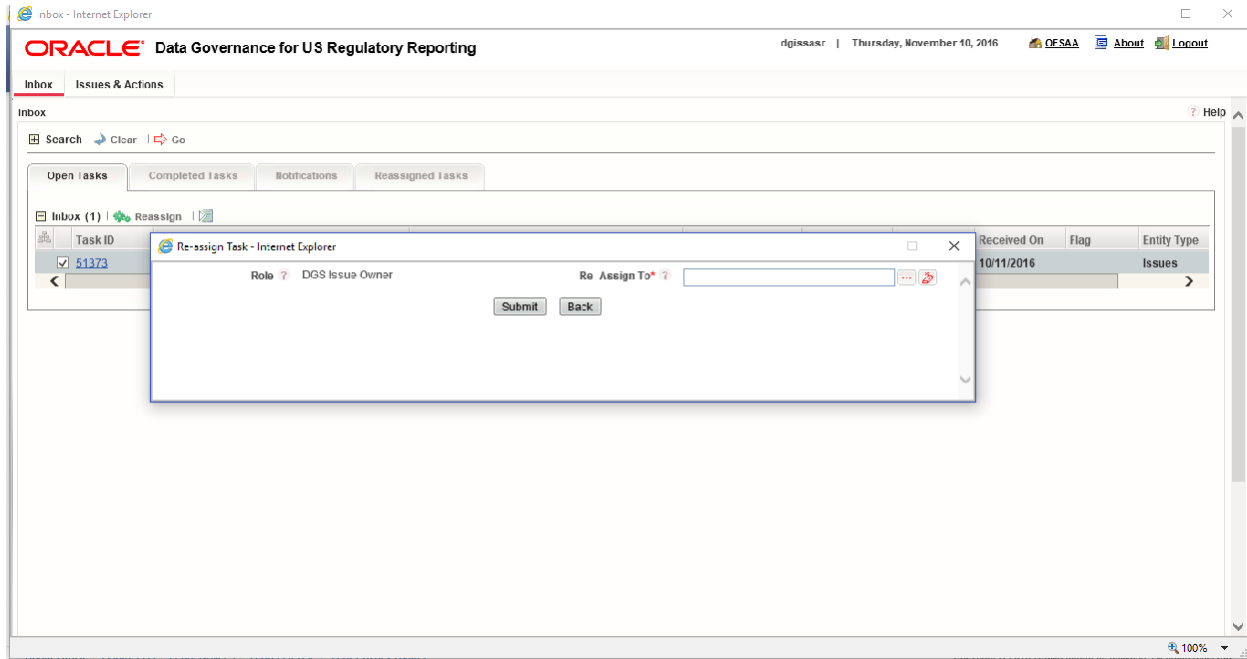 Inbox - Internet Explorer
ORACLE Data Governance for US Regulatory Reporting
dgissasr | Thursday, November 10, 2016 OFSAA About Logout
Inbox Issues & Actions
Inbox ? Help
Search Clear Go
Open Tasks Completed Tasks Notifications Reassigned Tasks
Inbox (1) Reassign
Task ID Received On Flag Entity Type
51373 10/11/2016 Issues
Re-assign Task - Internet Explorer
Role ? DGS Issue Owner Re Assign To* ? ...
Submit Back
100%